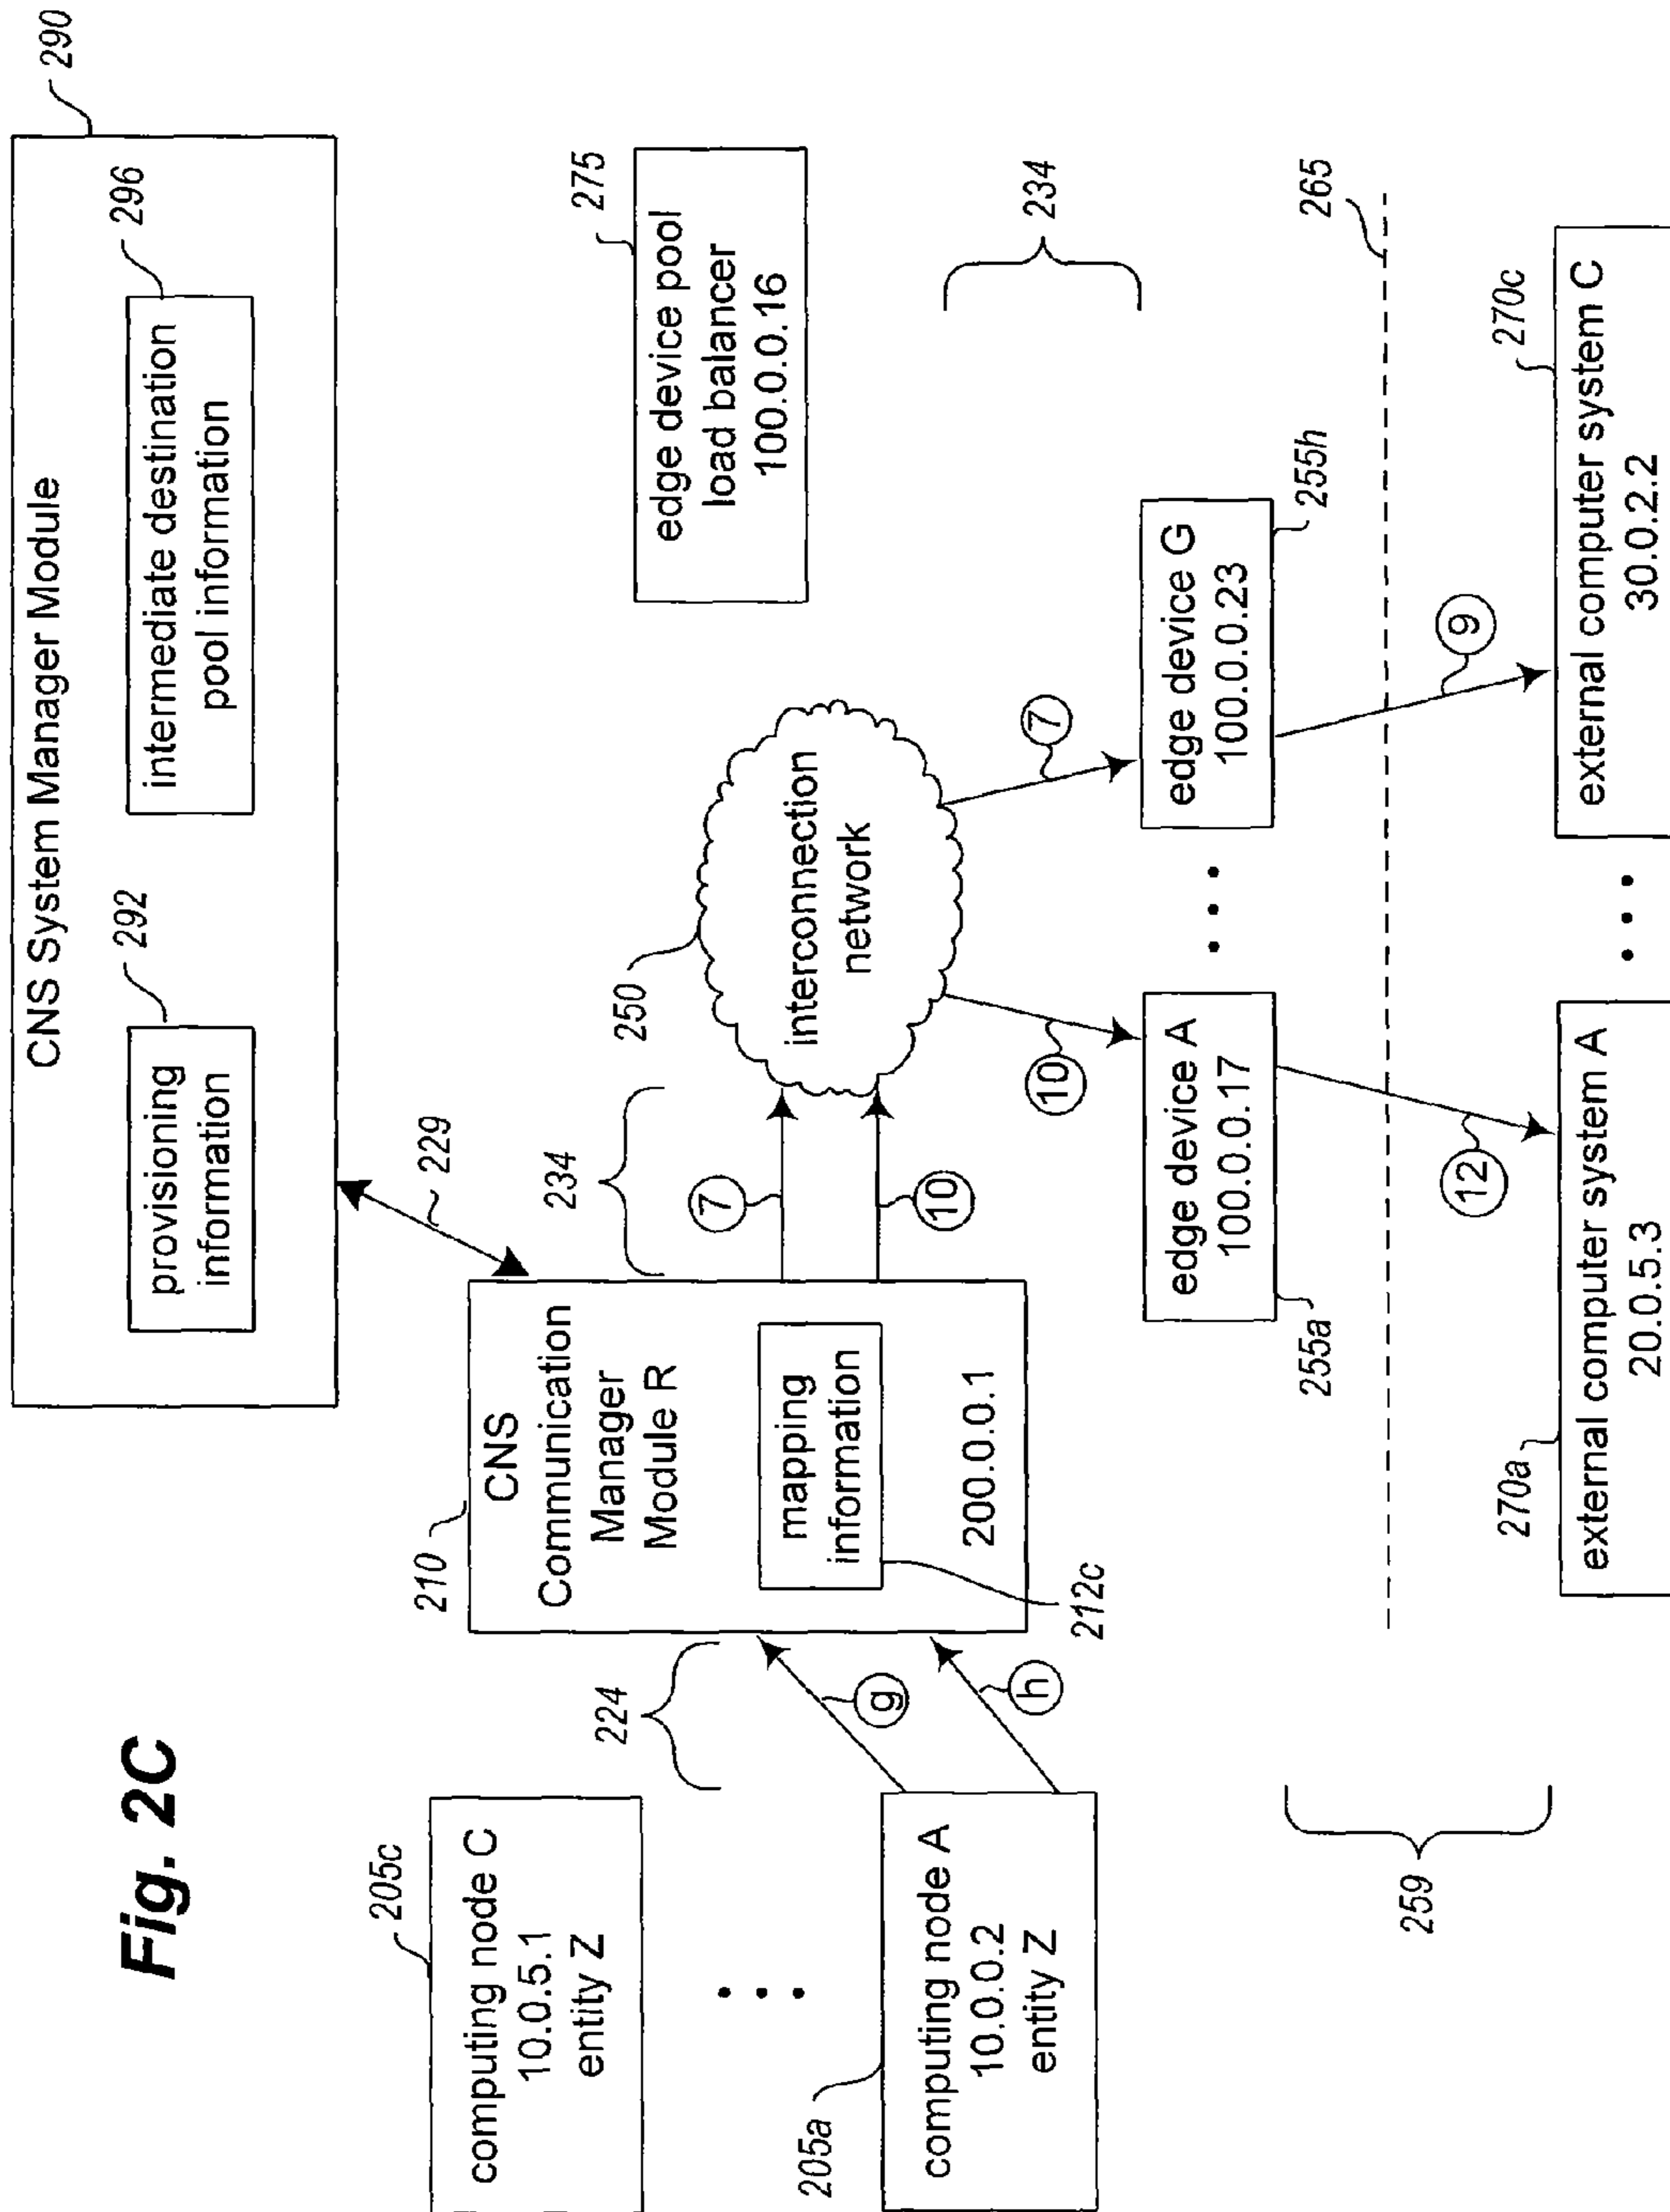 Fig. 2C
290
CNS System Manager Module
292
provisioning
information
296
intermediate destination
pool information
229
205c
computing node C
10.0.5.1
entity Z
205a
computing node A
10.0.0.2
entity Z
224
g
h
210
CNS
Communication
Manager
Module R
mapping
information
200.0.0.1
212c
234
7
10
250
interconnection
network
275
edge device pool
load balancer
100.0.0.16
234
10
7
edge device A
100.0.0.17
255a
edge device G
100.0.0.23
255h
265
259
12
9
270a
external computer system A
20.0.5.3
270c
external computer system C
30.0.2.2